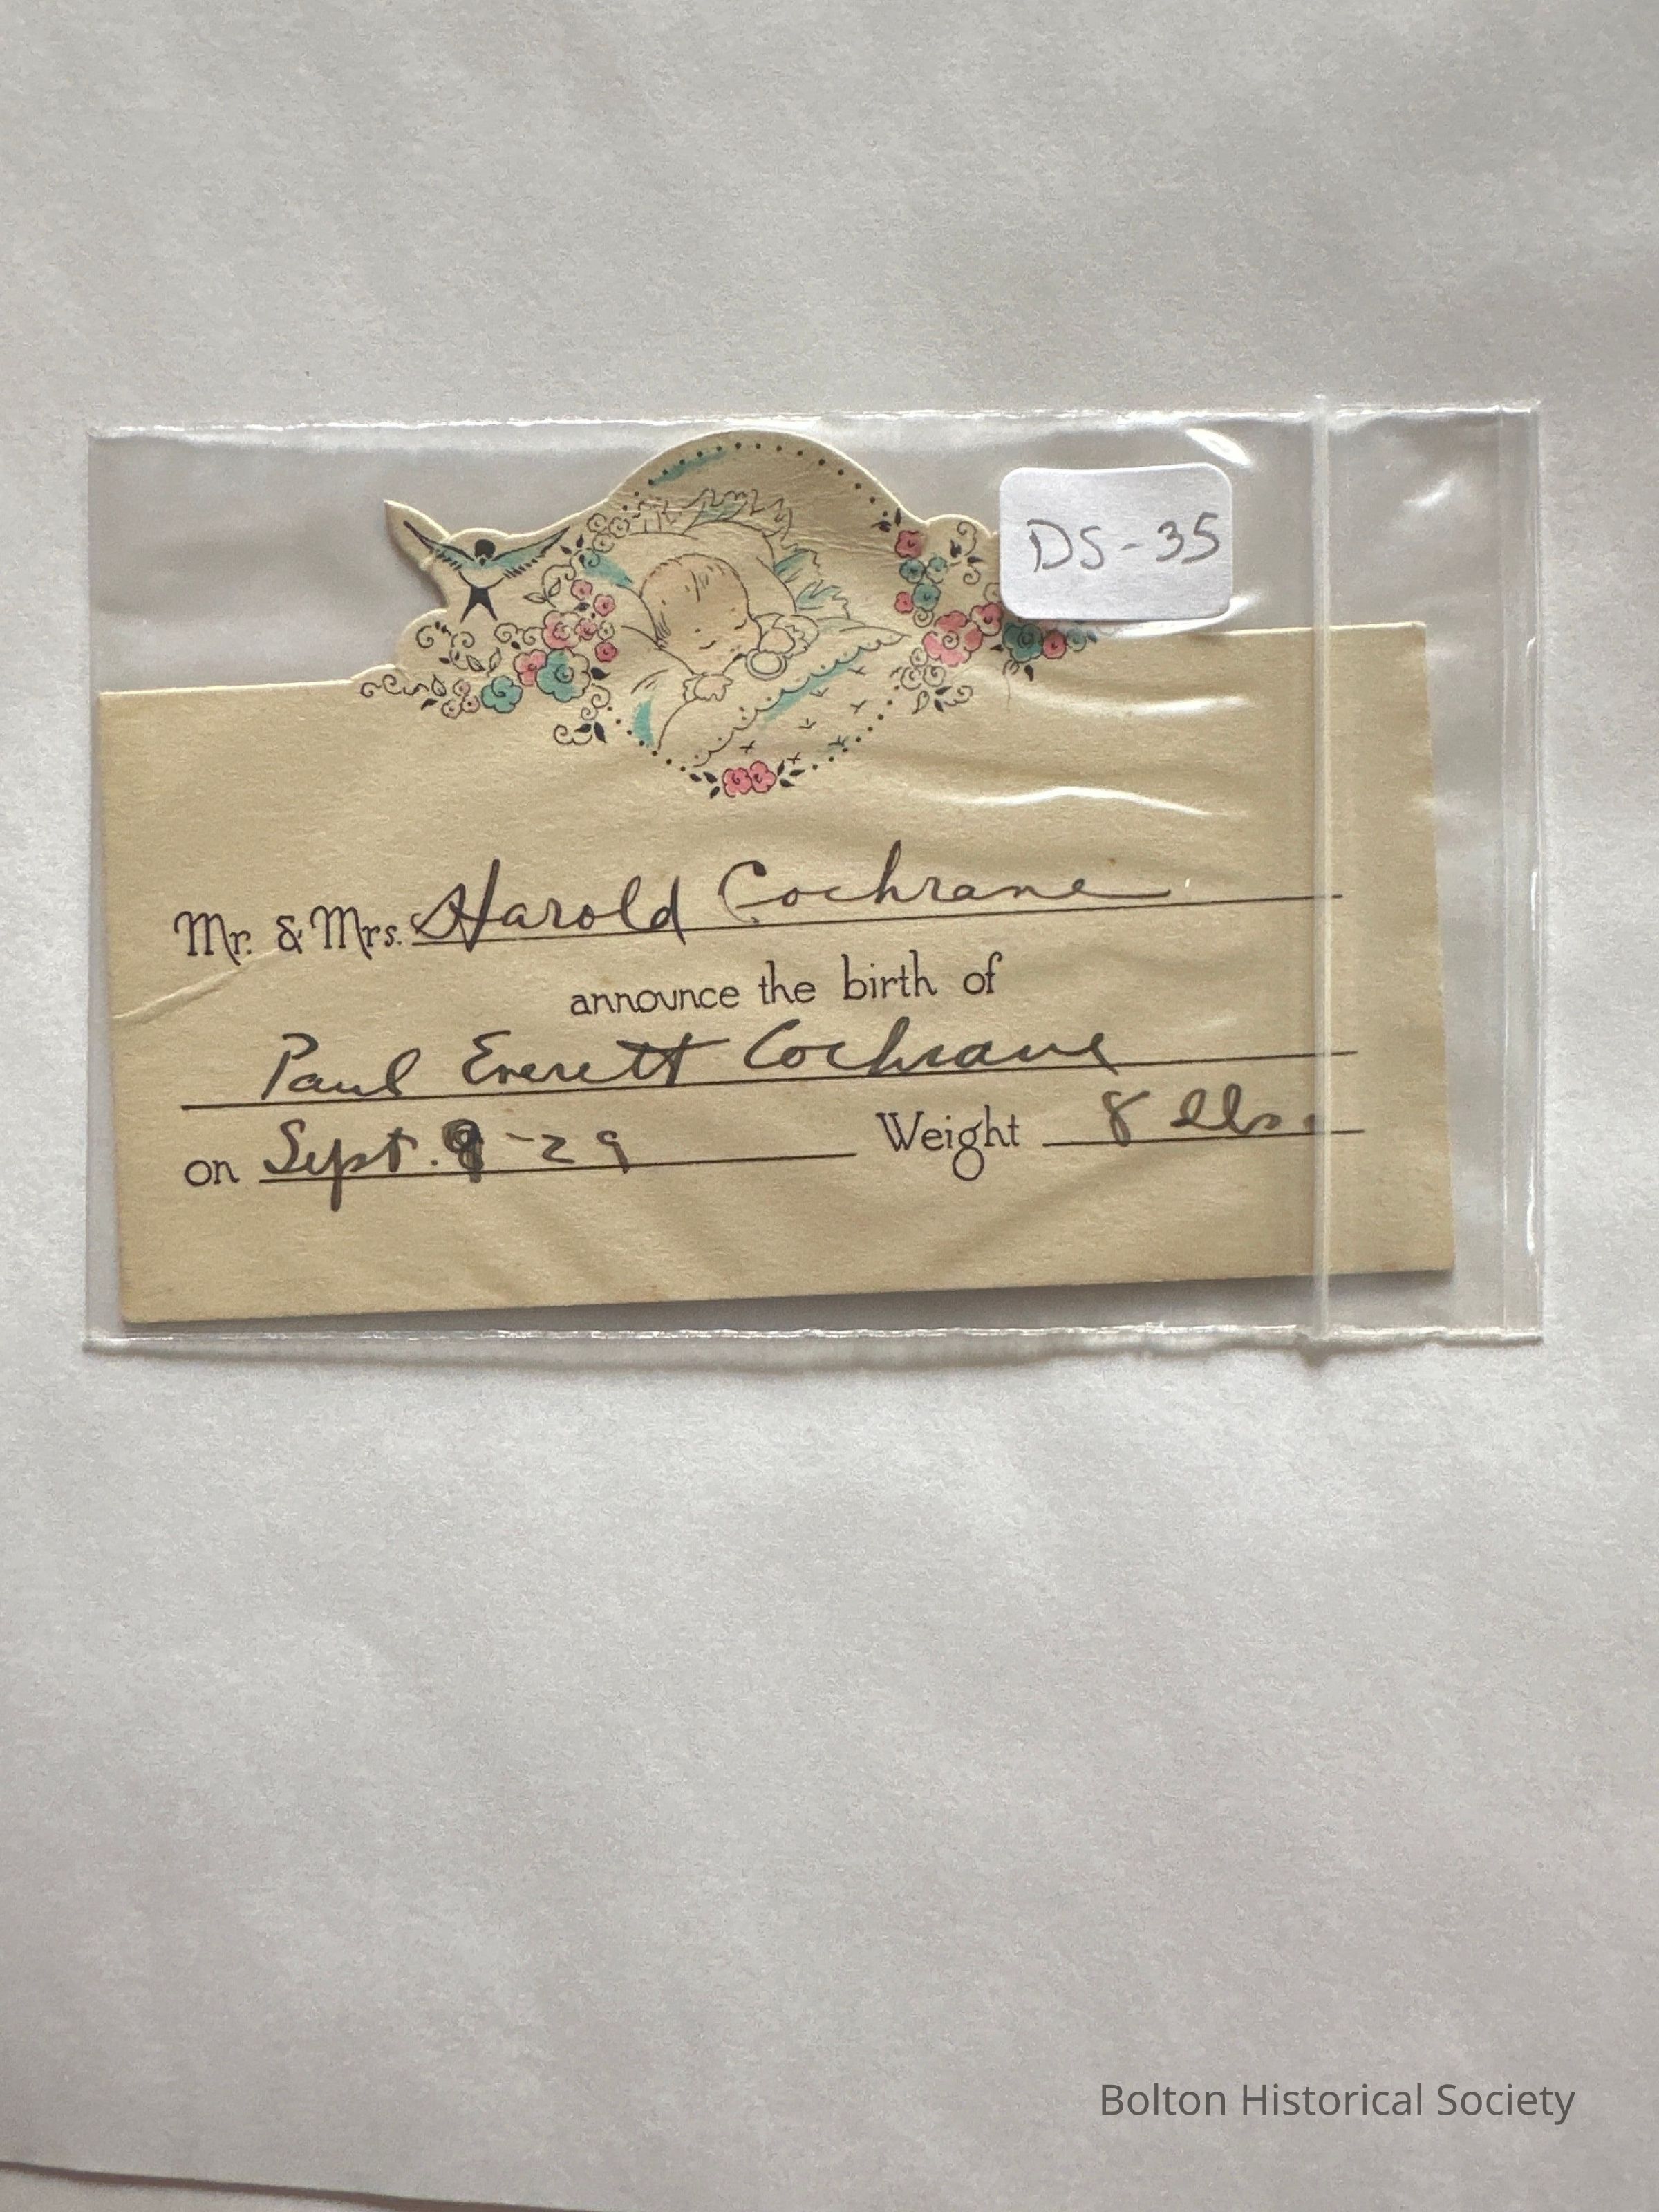 DS-35
Mr. & Mrs. Harold Cochrane
announce the birth of
Paul Everett Cochrane
on Sept. 9-29 Weight 8 lbs.
Bolton Historical Society